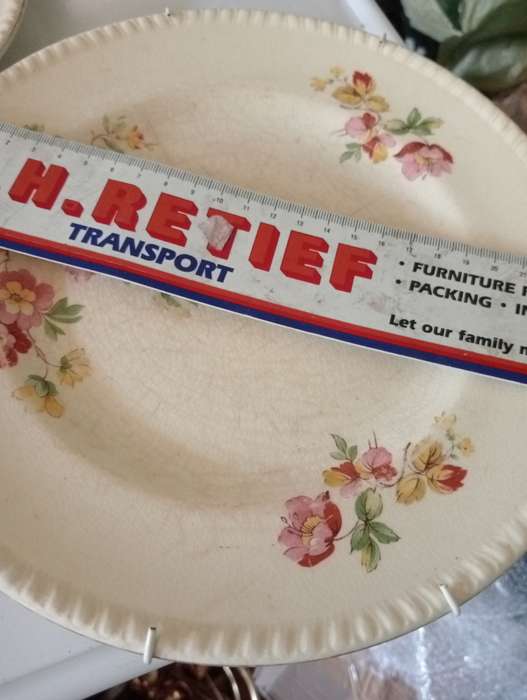 H. RETIEF
TRANSPORT
• FURNITURE
• PACKING •
Let our family